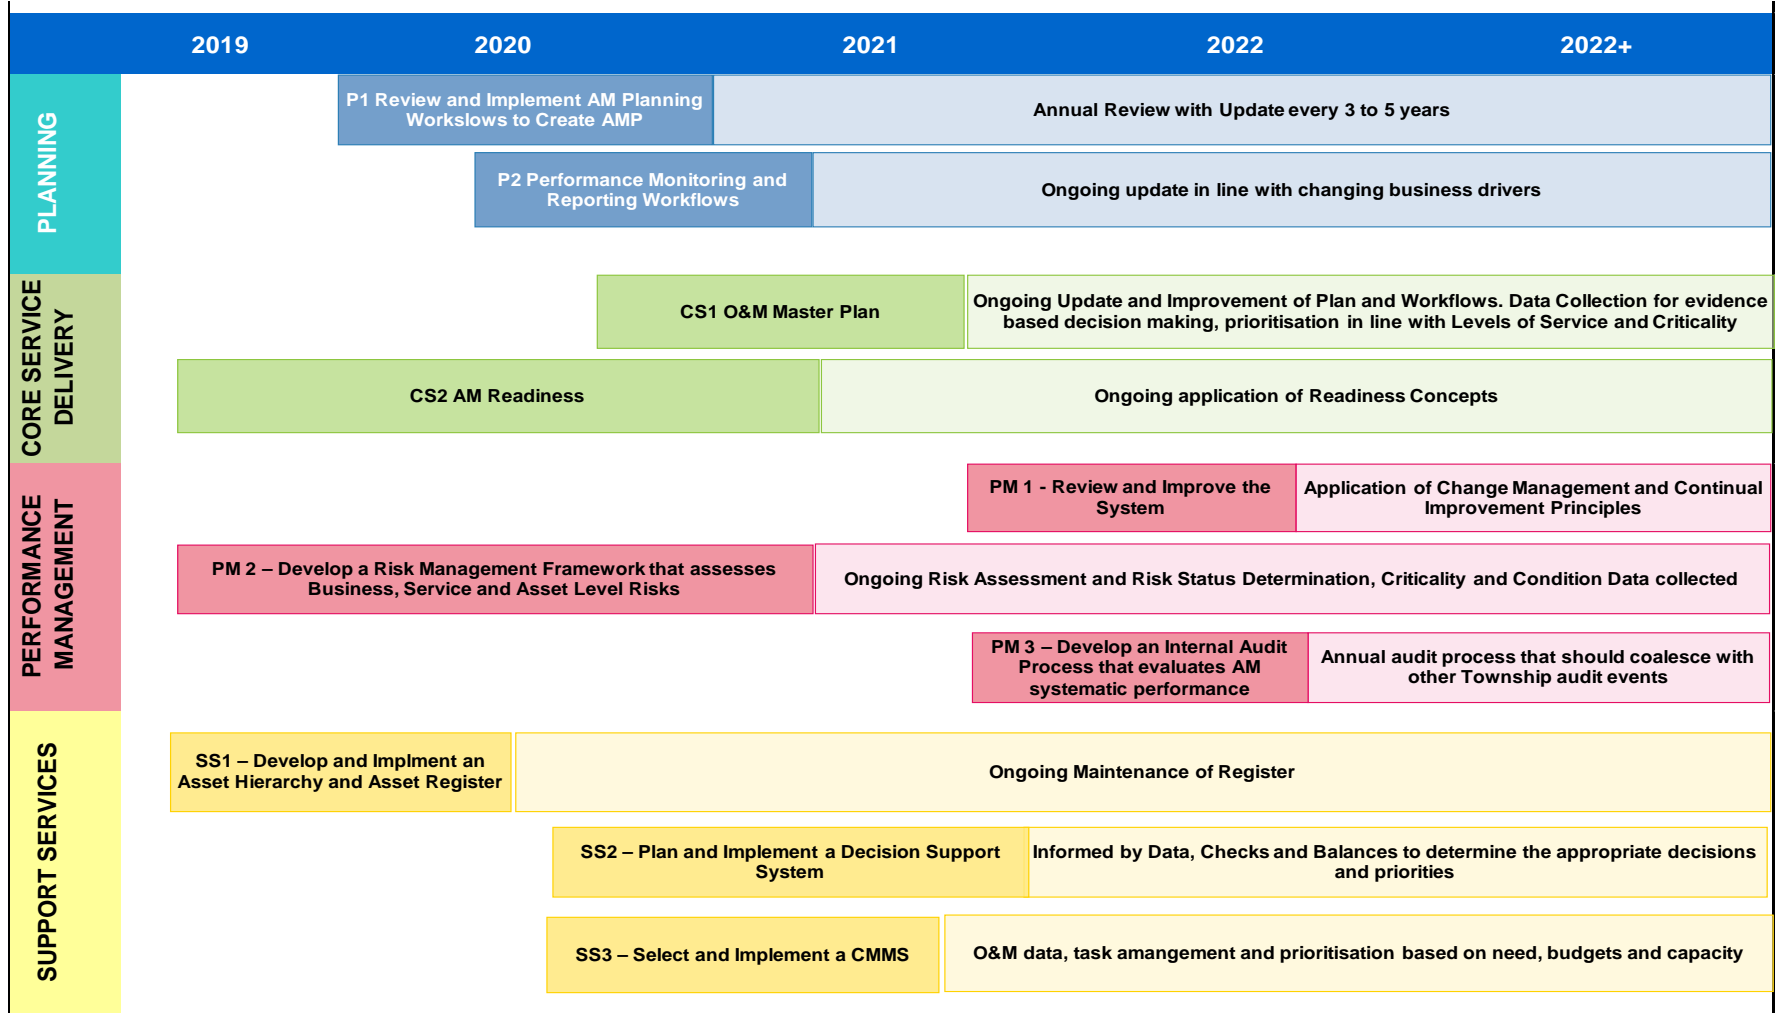 2019 2020 2021 2022 2022+
PLANNING
P1 Review and Implement AM Planning
Workslows to Create AMP
Annual Review with Update every 3 to 5 years
P2 Performance Monitoring and
Reporting Workflows
Ongoing update in line with changing business drivers
CORE SERVICE
DELIVERY
CS1 O&M Master Plan
Ongoing Update and Improvement of Plan and Workflows. Data Collection for evidence
based decision making, prioritisation in line with Levels of Service and Criticality
CS2 AM Readiness
Ongoing application of Readiness Concepts
PERFORMANCE
MANAGEMENT
PM 1 - Review and Improve the
System
Application of Change Management and Continual
Improvement Principles
PM 2 – Develop a Risk Management Framework that assesses
Business, Service and Asset Level Risks
Ongoing Risk Assessment and Risk Status Determination, Criticality and Condition Data collected
PM 3 – Develop an Internal Audit
Process that evaluates AM
systematic performance
Annual audit process that should coalesce with
other Township audit events
SUPPORT SERVICES
SS1 – Develop and Implment an
Asset Hierarchy and Asset Register
Ongoing Maintenance of Register
SS2 – Plan and Implement a Decision Support
System
Informed by Data, Checks and Balances to determine the appropriate decisions
and priorities
SS3 – Select and Implement a CMMS
O&M data, task amangement and prioritisation based on need, budgets and capacity